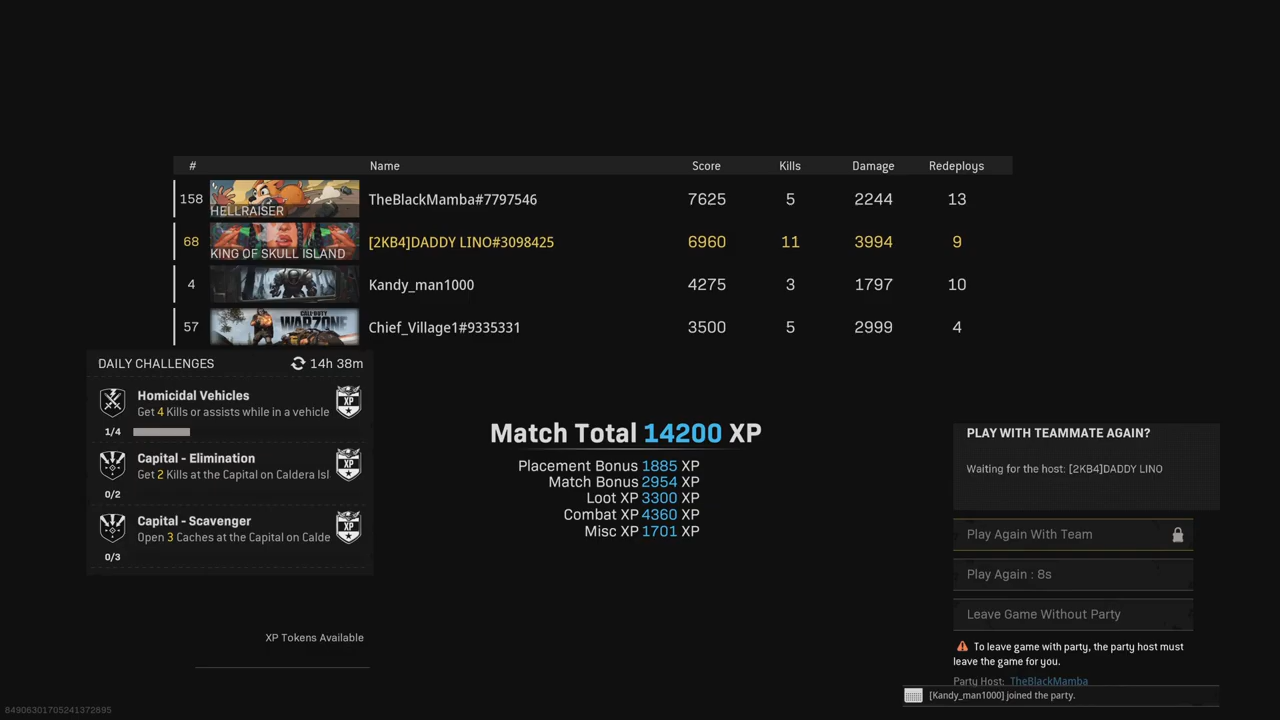 # Name Score Kills Damage Redeploys
158 HELLRAISER TheBlackMamba#7797546 7625 5 2244 13
68 KING OF SKULL ISLAND [2KB4]DADDY LINO#3098425 6960 11 3994 9
4 Kandy_man1000 4275 3 1797 10
57 CALL OF DUTY WARZONE Chief_Village1#9335331 3500 5 2999 4
DAILY CHALLENGES 14h 38m
Homicidal Vehicles
Get 4 Kills or assists while in a vehicle
XP
1/4
Capital - Elimination
Get 2 Kills at the Capital on Caldera Isl
XP
0/2
Capital - Scavenger
Open 3 Caches at the Capital on Calde
XP
0/3
XP Tokens Available
Match Total 14200 XP
Placement Bonus 1885 XP
Match Bonus 2954 XP
Loot XP 3300 XP
Combat XP 4360 XP
Misc XP 1701 XP
PLAY WITH TEAMMATE AGAIN?
Waiting for the host: [2KB4]DADDY LINO
Play Again With Team
Play Again : 8s
Leave Game Without Party
To leave game with party, the party host must
leave the game for you.
Party Host: TheBlackMamba
[Kandy_man1000] joined the party.
84906301705241372895